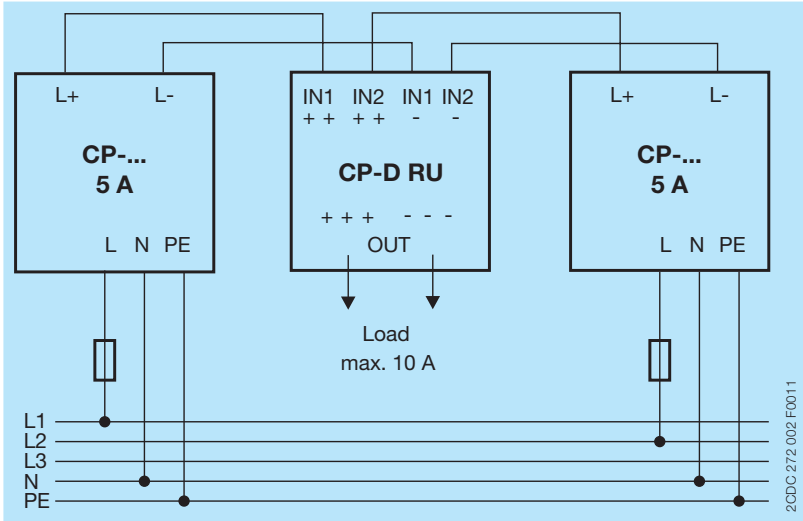 L+ L-
CP-...
5 A
L N PE
IN1 IN2 IN1 IN2
+ + + + - -
CP-D RU
+ + + - - -
OUT
Load
max. 10 A
L+ L-
CP-...
5 A
L N PE
L1
L2
L3
N
PE
2CDC 272 002 F0011